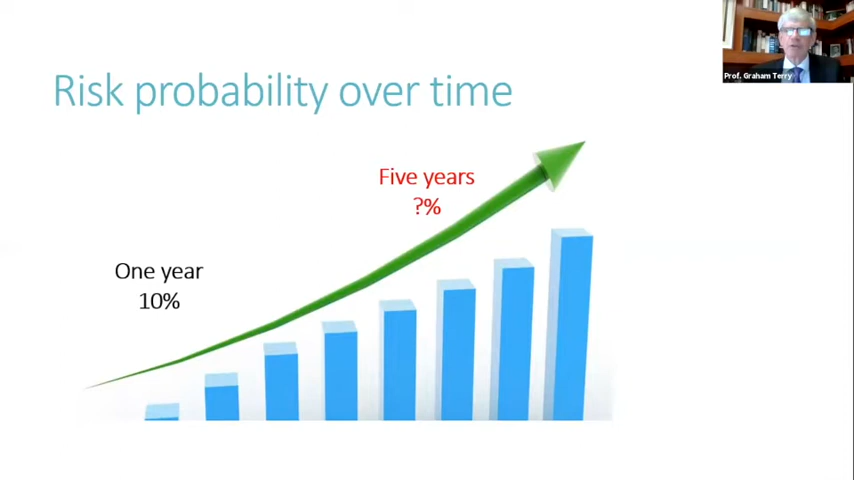 Risk probability over time
Prof. Graham Terry
Five years
?%
One year
10%